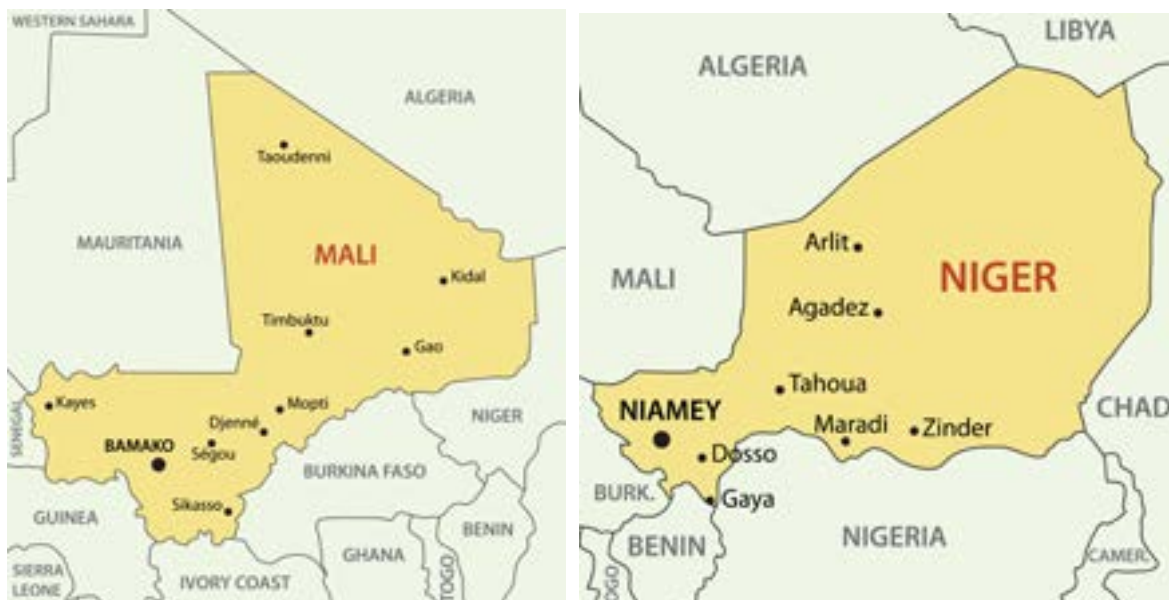 WESTERN SAHARA
ALGERIA
Taoudenni
MAURITANIA
MALI
Kidal
Timbuktu
Gao
Kayes
Mopti
Djenné
SENEGAL
NIGER
BAMAKO
Ségou
BURKINA FASO
Sikasso
GUINEA
BENIN
GHANA
TOGO
SIERRA
LEONE
IVORY COAST
LIBYA
ALGERIA
Arlit
NIGER
MALI
Agadez
Tahoua
NIAMEY
CHAD
Maradi
Zinder
Dosso
BURK.
Gaya
NIGERIA
BENIN
CAMER.
OGO